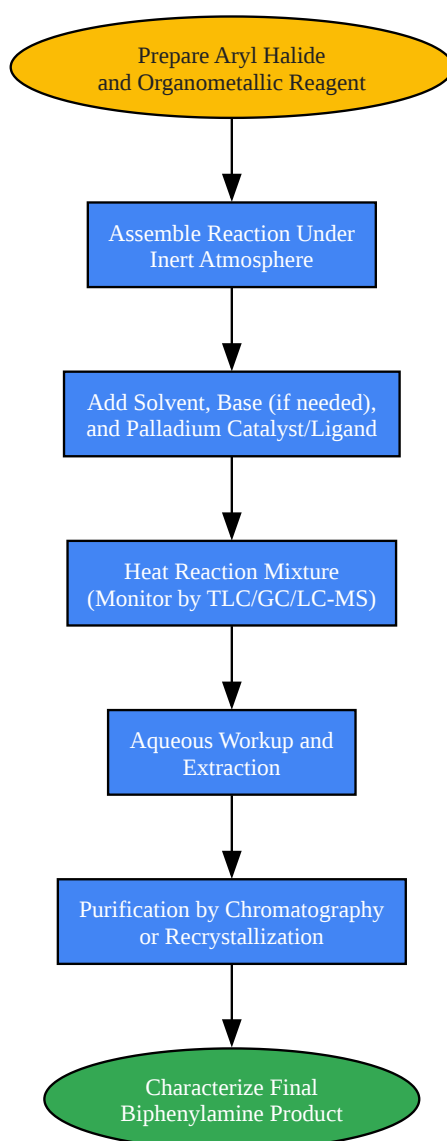 Prepare Aryl Halide
and Organometallic Reagent
Assemble Reaction Under
Inert Atmosphere
Add Solvent, Base (if needed),
and Palladium Catalyst/Ligand
Heat Reaction Mixture
(Monitor by TLC/GC/LC-MS)
Aqueous Workup and
Extraction
Purification by Chromatography
or Recrystallization
Characterize Final
Biphenylamine Product